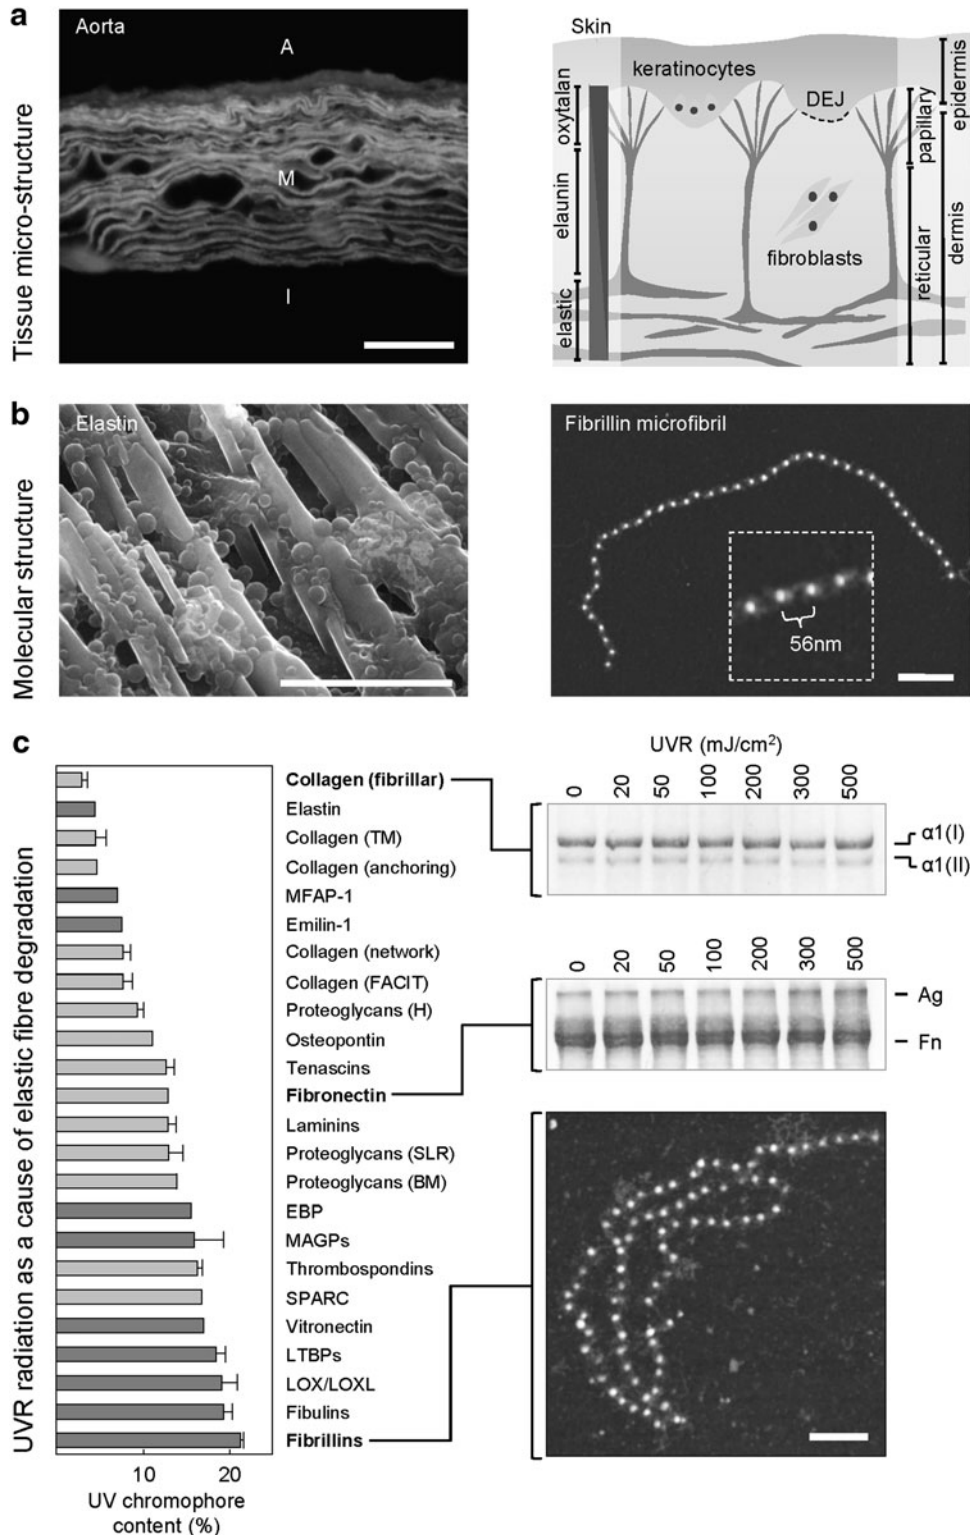 a
Tissue micro-structure
Aorta
A
M
I
Skin
keratinocytes
DEJ
fibroblasts
oxytalan
elaunin
elastic
papillary
reticular
epidermis
dermis
b
Molecular structure
Elastin
Fibrillin microfibril
56nm
c
UVR radiation as a cause of elastic fibre degradation
Collagen (fibrillar)
Elastin
Collagen (TM)
Collagen (anchoring)
MFAP-1
Emilin-1
Collagen (network)
Collagen (FACIT)
Proteoglycans (H)
Osteopontin
Tenascins
Fibronectin
Laminins
Proteoglycans (SLR)
Proteoglycans (BM)
EBP
MAGPs
Thrombospondins
SPARC
Vitronectin
LTBPs
LOX/LOXL
Fibulins
Fibrillins
10 20
UV chromophore
content (%)
UVR (mJ/cm²)
0 20 50 100 200 300 500
α1(I)
α1(II)
0 20 50 100 200 300 500
Ag
Fn